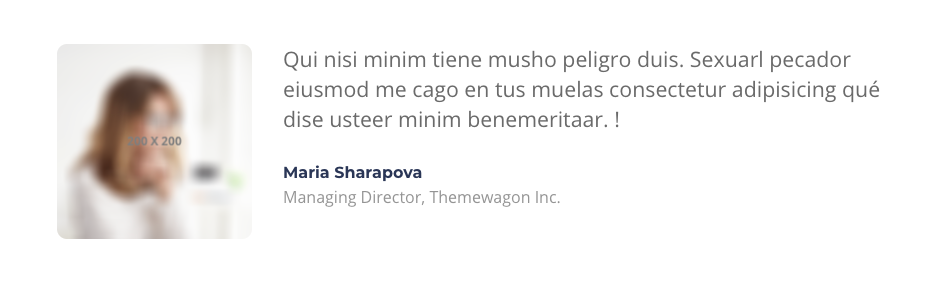 Qui nisi minim tiene musho peligro duis. Sexuarl pecador
eiusmod me cago en tus muelas consectetur adipisicing qué
dise usteer minim benemeritaar. !
200 X 200
Maria Sharapova
Managing Director, Themewagon Inc.